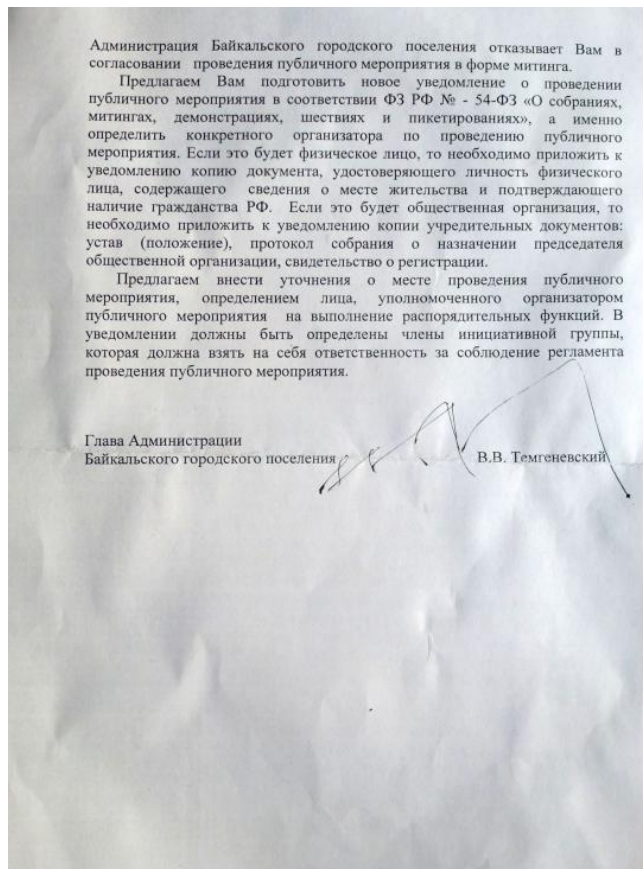 Администрация Байкальского городского поселения отказывает Вам в
согласовании проведения публичного мероприятия в форме митинга.
Предлагаем Вам подготовить новое уведомление о проведении
публичного мероприятия в соответствии ФЗ РФ № - 54-ФЗ «О собраниях,
митингах, демонстрациях, шествиях и пикетированиях», а именно
определить конкретного организатора по проведению публичного
мероприятия. Если это будет физическое лицо, то необходимо приложить к
уведомлению копию документа, удостоверяющего личность физического
лица, содержащего сведения о месте жительства и подтверждающего
наличие гражданства РФ. Если это будет общественная организация, то
необходимо приложить к уведомлению копии учредительных документов:
устав (положение), протокол собрания о назначении председателя
общественной организации, свидетельство о регистрации.
Предлагаем внести уточнения о месте проведения публичного
мероприятия, определением лица, уполномоченного организатором
публичного мероприятия на выполнение распорядительных функций. В
уведомлении должны быть определены члены инициативной группы,
которая должна взять на себя ответственность за соблюдение регламента
проведения публичного мероприятия.
Глава Администрации
Байкальского городского поселения В.В. Темгеневский